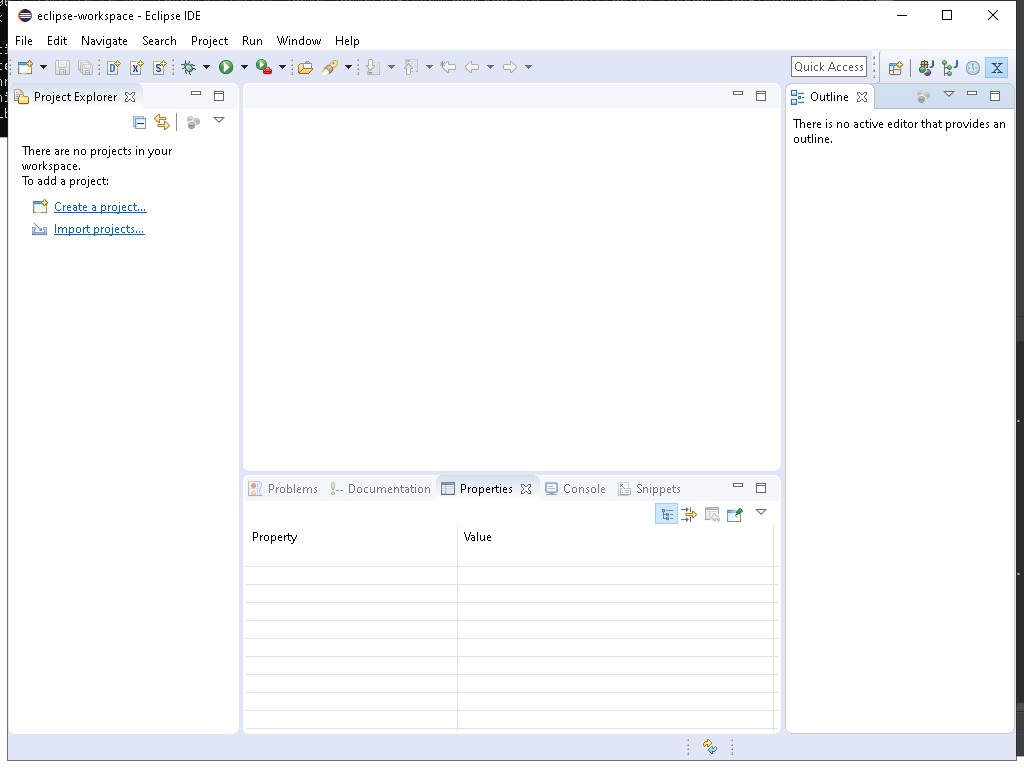 eclipse-workspace - Eclipse IDE
File Edit Navigate Search Project Run Window Help
Quick Access
Project Explorer
There are no projects in your
workspace.
To add a project:
Create a project...
Import projects...
Outline
There is no active editor that provides an
outline.
Problems Documentation Properties Console Snippets
Property Value